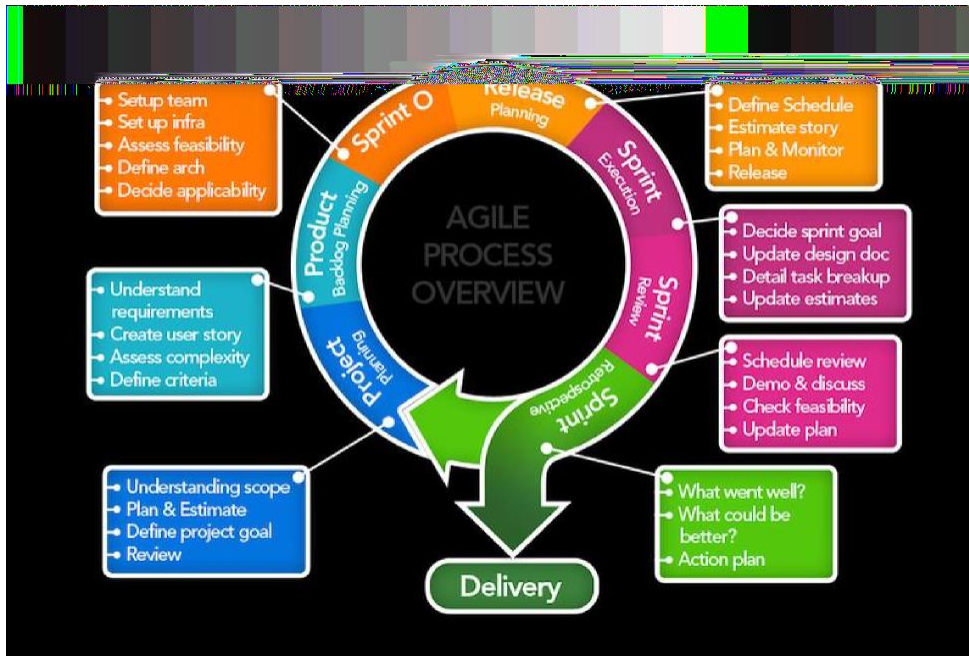 Setup team
Set up infra
Assess feasibility
Define arch
Decide applicability
Sprint O
Release
Planning
Define Schedule
Estimate story
Plan & Monitor
Release
Sprint
Execution
Decide sprint goal
Update design doc
Detail task breakup
Update estimates
Product
Backlog Planning
AGILE
PROCESS
OVERVIEW
Understand
requirements
Create user story
Assess complexity
Define criteria
Sprint
Review
Schedule review
Demo & discuss
Check feasibility
Update plan
Project
Planning
Sprint
Retrospective
Understanding scope
Plan & Estimate
Define project goal
Review
What went well?
What could be
better?
Action plan
Delivery